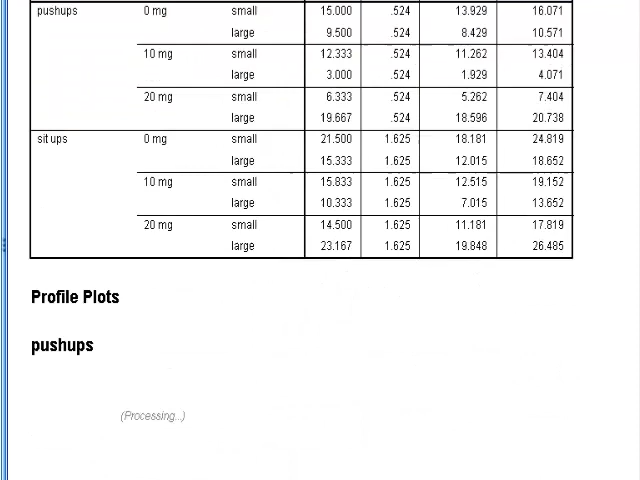 pushups 0 mg small 15.000 .524 13.929 16.071
large 9.500 .524 8.429 10.571
10 mg small 12.333 .524 11.262 13.404
large 3.000 .524 1.929 4.071
20 mg small 6.333 .524 5.262 7.404
large 19.667 .524 18.596 20.738
sit ups 0 mg small 21.500 1.625 18.181 24.819
large 15.333 1.625 12.015 18.652
10 mg small 15.833 1.625 12.515 19.152
large 10.333 1.625 7.015 13.652
20 mg small 14.500 1.625 11.181 17.819
large 23.167 1.625 19.848 26.485
Profile Plots
pushups
(Processing...)